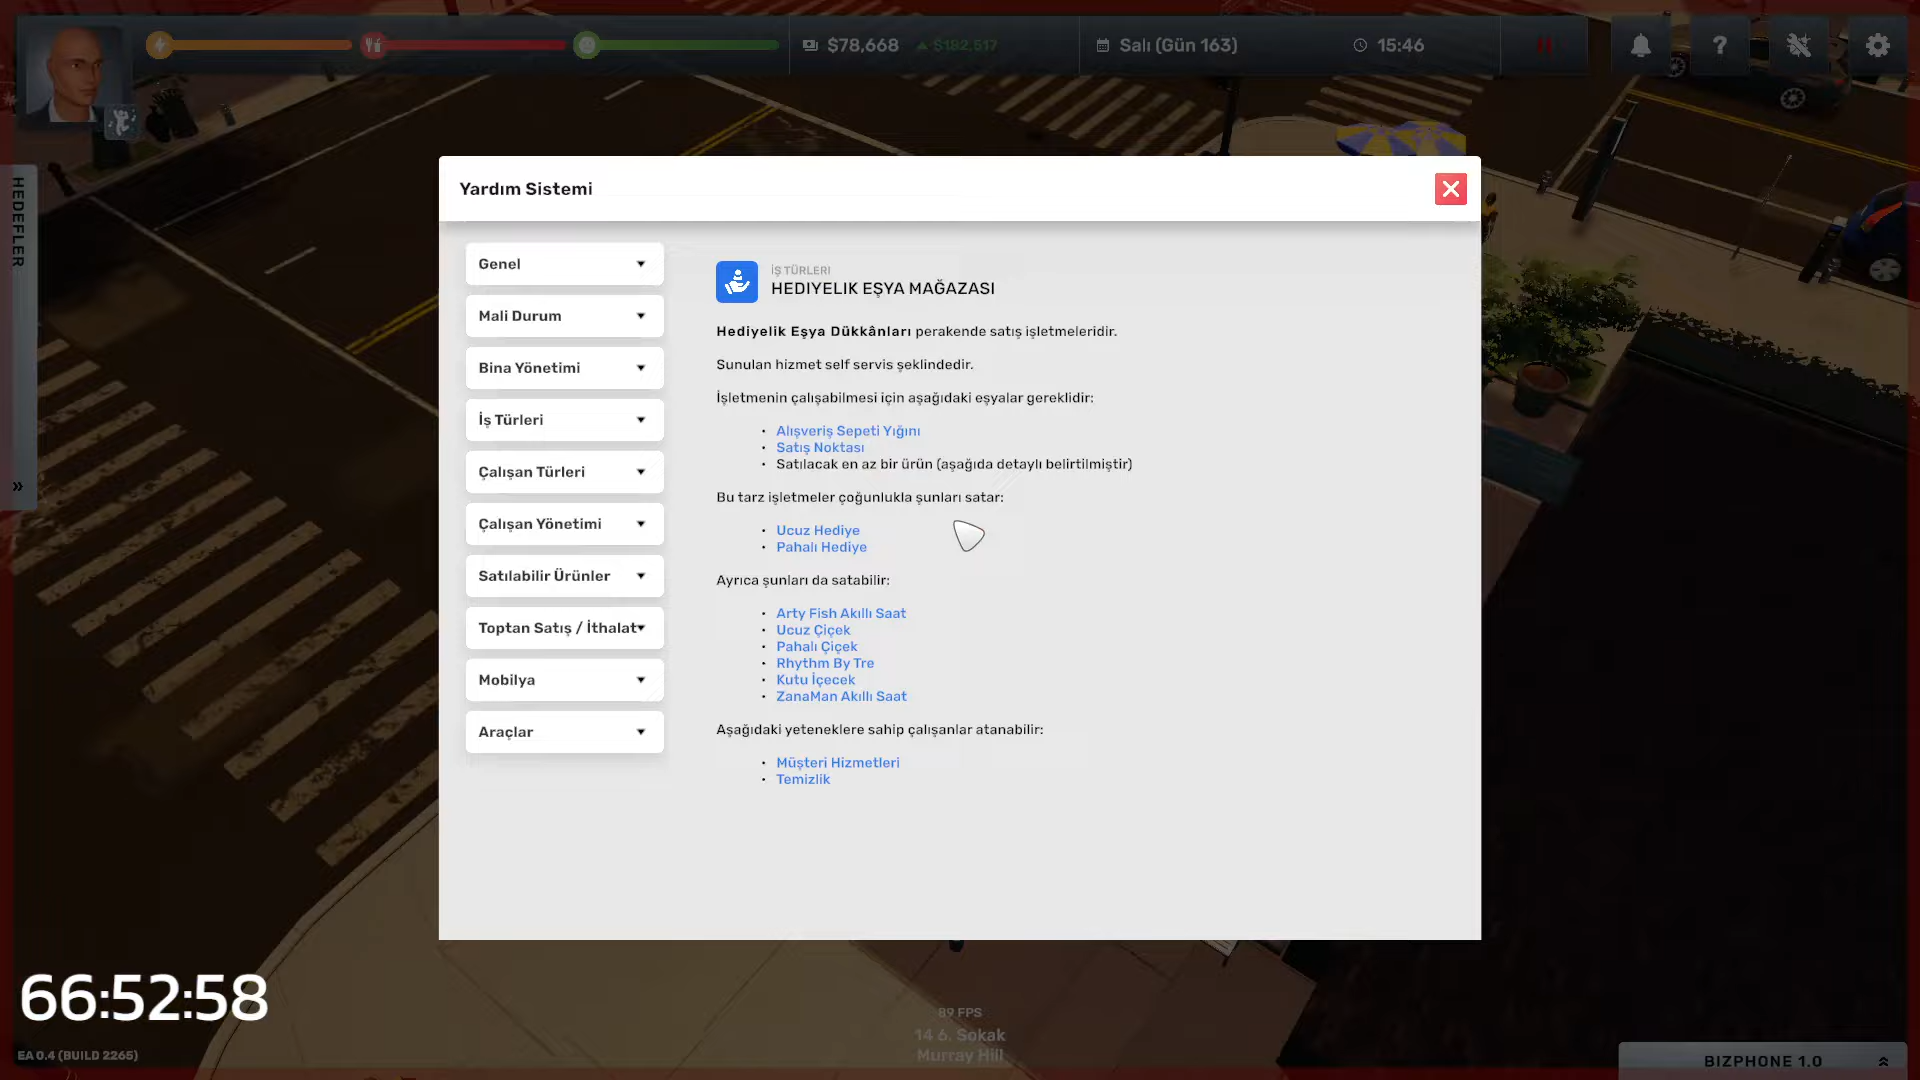 $78,668
$182,517
Salı (Gün 163)
15:46
?
HEDEFLER
Yardım Sistemi
Genel
Mali Durum
Bina Yönetimi
İş Türleri
Çalışan Türleri
Çalışan Yönetimi
Satılabilir Ürünler
Toptan Satış / İthalat
Mobilya
Araçlar
İŞ TÜRLERI
HEDIYELIK EŞYA MAĞAZASI
Hediyelik Eşya Dükkânları perakende satış işletmeleridir.
Sunulan hizmet self servis şeklindedir.
İşletmenin çalışabilmesi için aşağıdaki eşyalar gereklidir:
• Alışveriş Sepeti Yığını
• Satış Noktası
• Satılacak en az bir ürün (aşağıda detaylı belirtilmiştir)
Bu tarz işletmeler çoğunlukla şunları satar:
• Ucuz Hediye
• Pahalı Hediye
Ayrıca şunları da satabilir:
• Arty Fish Akıllı Saat
• Ucuz Çiçek
• Pahalı Çiçek
• Rhythm By Tre
• Kutu İçecek
• ZanaMan Akıllı Saat
Aşağıdaki yeteneklere sahip çalışanlar atanabilir:
• Müşteri Hizmetleri
• Temizlik
66:52:58
EA 0.4 (BUILD 2265)
89 FPS
14 6. Sokak
Murray Hill
BIZPHONE 1.0